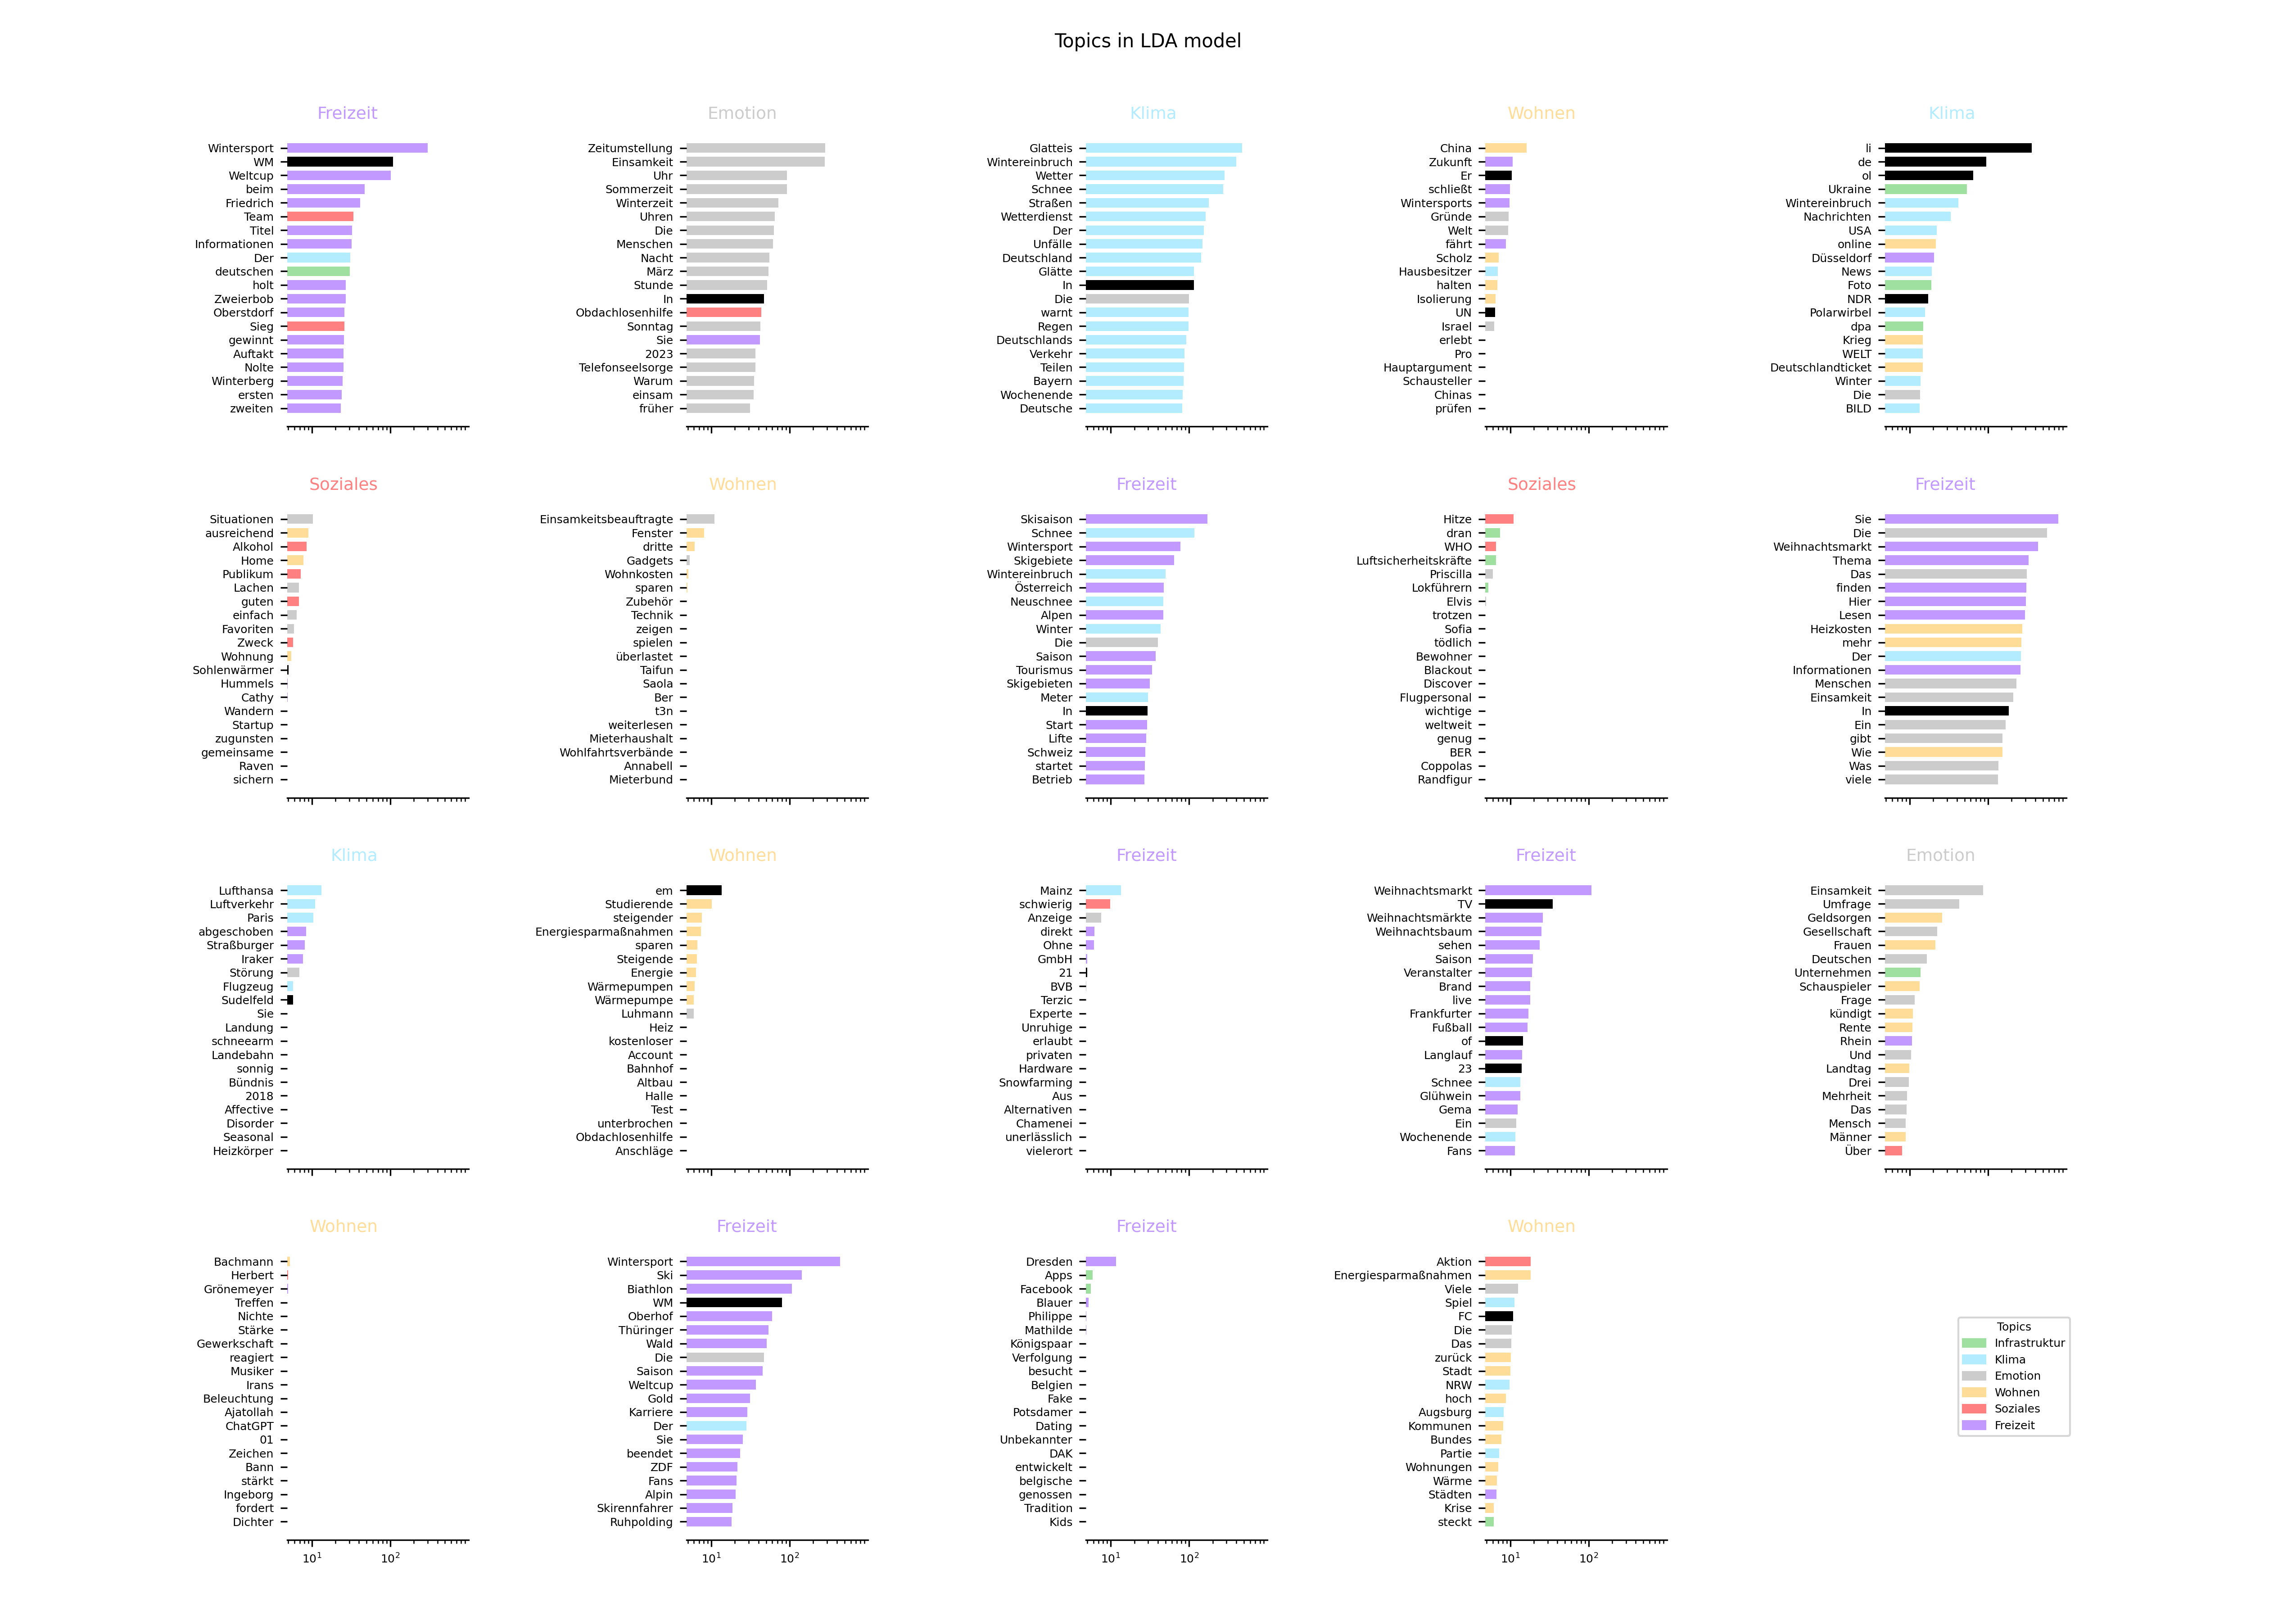 Topics in LDA model
Freizeit
Wintersport
WM
Weltcup
beim
Friedrich
Team
Titel
Informationen
Der
deutschen
holt
Zweierbob
Oberstdorf
Sieg
gewinnt
Auftakt
Nolte
Winterberg
ersten
zweiten
Emotion
Zeitumstellung
Einsamkeit
Uhr
Sommerzeit
Winterzeit
Uhren
Die
Menschen
Nacht
März
Stunde
In
Obdachlosenhilfe
Sonntag
Sie
2023
Telefonseelsorge
Warum
einsam
früher
Klima
Glatteis
Wintereinbruch
Wetter
Schnee
Straßen
Wetterdienst
Der
Unfälle
Deutschland
Glätte
In
Die
warnt
Regen
Deutschlands
Verkehr
Teilen
Bayern
Wochenende
Deutsche
Wohnen
China
Zukunft
Er
schließt
Wintersports
Gründe
Welt
fährt
Scholz
Hausbesitzer
halten
Isolierung
UN
Israel
erlebt
Pro
Hauptargument
Schausteller
Chinas
prüfen
Klima
li
de
ol
Ukraine
Wintereinbruch
Nachrichten
USA
online
Düsseldorf
News
Foto
NDR
Polarwirbel
dpa
Krieg
WELT
Deutschlandticket
Winter
Die
BILD
Soziales
Situationen
ausreichend
Alkohol
Home
Publikum
Lachen
guten
einfach
Favoriten
Zweck
Wohnung
Sohlenwärmer
Hummels
Cathy
Wandern
Startup
zugunsten
gemeinsame
Raven
sichern
Wohnen
Einsamkeitsbeauftragte
Fenster
dritte
Gadgets
Wohnkosten
sparen
Zubehör
Technik
zeigen
spielen
überlastet
Taifun
Saola
Ber
t3n
weiterlesen
Mieterhaushalt
Wohlfahrtsverbände
Annabell
Mieterbund
Freizeit
Skisaison
Schnee
Wintersport
Skigebiete
Wintereinbruch
Österreich
Neuschnee
Alpen
Winter
Die
Saison
Tourismus
Skigebieten
Meter
In
Start
Lifte
Schweiz
startet
Betrieb
Soziales
Hitze
dran
WHO
Luftsicherheitskräfte
Priscilla
Lokführern
Elvis
trotzen
Sofia
tödlich
Bewohner
Blackout
Discover
Flugpersonal
wichtige
weltweit
genug
BER
Coppolas
Randfigur
Freizeit
Sie
Die
Weihnachtsmarkt
Thema
Das
finden
Hier
Lesen
Heizkosten
mehr
Der
Informationen
Menschen
Einsamkeit
In
Ein
gibt
Wie
Was
viele
Klima
Lufthansa
Luftverkehr
Paris
abgeschoben
Straßburger
Iraker
Störung
Flugzeug
Sudelfeld
Sie
Landung
schneearm
Landebahn
sonnig
Bündnis
2018
Affective
Disorder
Seasonal
Heizkörper
Wohnen
em
Studierende
steigender
Energiesparmaßnahmen
sparen
Steigende
Energie
Wärmepumpen
Wärmepumpe
Luhmann
Heiz
kostenloser
Account
Bahnhof
Altbau
Halle
Test
unterbrochen
Obdachlosenhilfe
Anschläge
Freizeit
Mainz
schwierig
Anzeige
direkt
Ohne
GmbH
21
BVB
Terzic
Experte
Unruhige
erlaubt
privaten
Hardware
Snowfarming
Aus
Alternativen
Chamenei
unerlässlich
vielerort
Freizeit
Weihnachtsmarkt
TV
Weihnachtsmärkte
Weihnachtsbaum
sehen
Saison
Veranstalter
Brand
live
Frankfurter
Fußball
of
Langlauf
23
Schnee
Glühwein
Gema
Ein
Wochenende
Fans
Emotion
Einsamkeit
Umfrage
Geldsorgen
Gesellschaft
Frauen
Deutschen
Unternehmen
Schauspieler
Frage
kündigt
Rente
Rhein
Und
Landtag
Drei
Mehrheit
Das
Mensch
Männer
Über
Wohnen
Bachmann
Herbert
Grönemeyer
Treffen
Nichte
Stärke
Gewerkschaft
reagiert
Musiker
Irans
Beleuchtung
Ajatollah
ChatGPT
01
Zeichen
Bann
stärkt
Ingeborg
fordert
Dichter
10¹ 10²
Freizeit
Wintersport
Ski
Biathlon
WM
Oberhof
Thüringer
Wald
Die
Saison
Weltcup
Gold
Karriere
Der
Sie
beendet
ZDF
Fans
Alpin
Skirennfahrer
Ruhpolding
10¹ 10²
Freizeit
Dresden
Apps
Facebook
Blauer
Philippe
Mathilde
Königspaar
Verfolgung
besucht
Belgien
Fake
Potsdamer
Dating
Unbekannter
DAK
entwickelt
belgische
genossen
Tradition
Kids
10¹ 10²
Wohnen
Aktion
Energiesparmaßnahmen
Viele
Spiel
FC
Die
Das
zurück
Stadt
NRW
hoch
Augsburg
Kommunen
Bundes
Partie
Wohnungen
Wärme
Städten
Krise
steckt
10¹ 10²
Topics
Infrastruktur
Klima
Emotion
Wohnen
Soziales
Freizeit